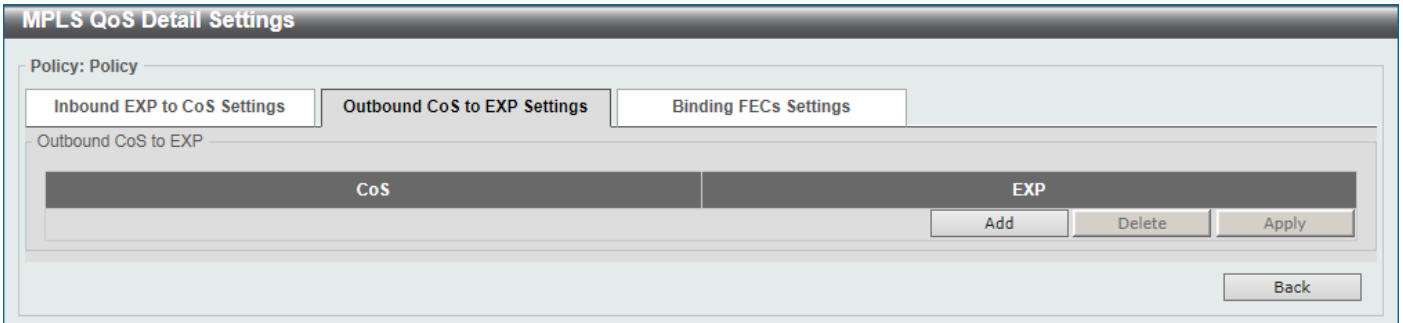 MPLS QoS Detail Settings
Policy: Policy
Inbound EXP to CoS Settings Outbound CoS to EXP Settings Binding FECs Settings
Outbound CoS to EXP
CoS EXP
Add Delete Apply
Back